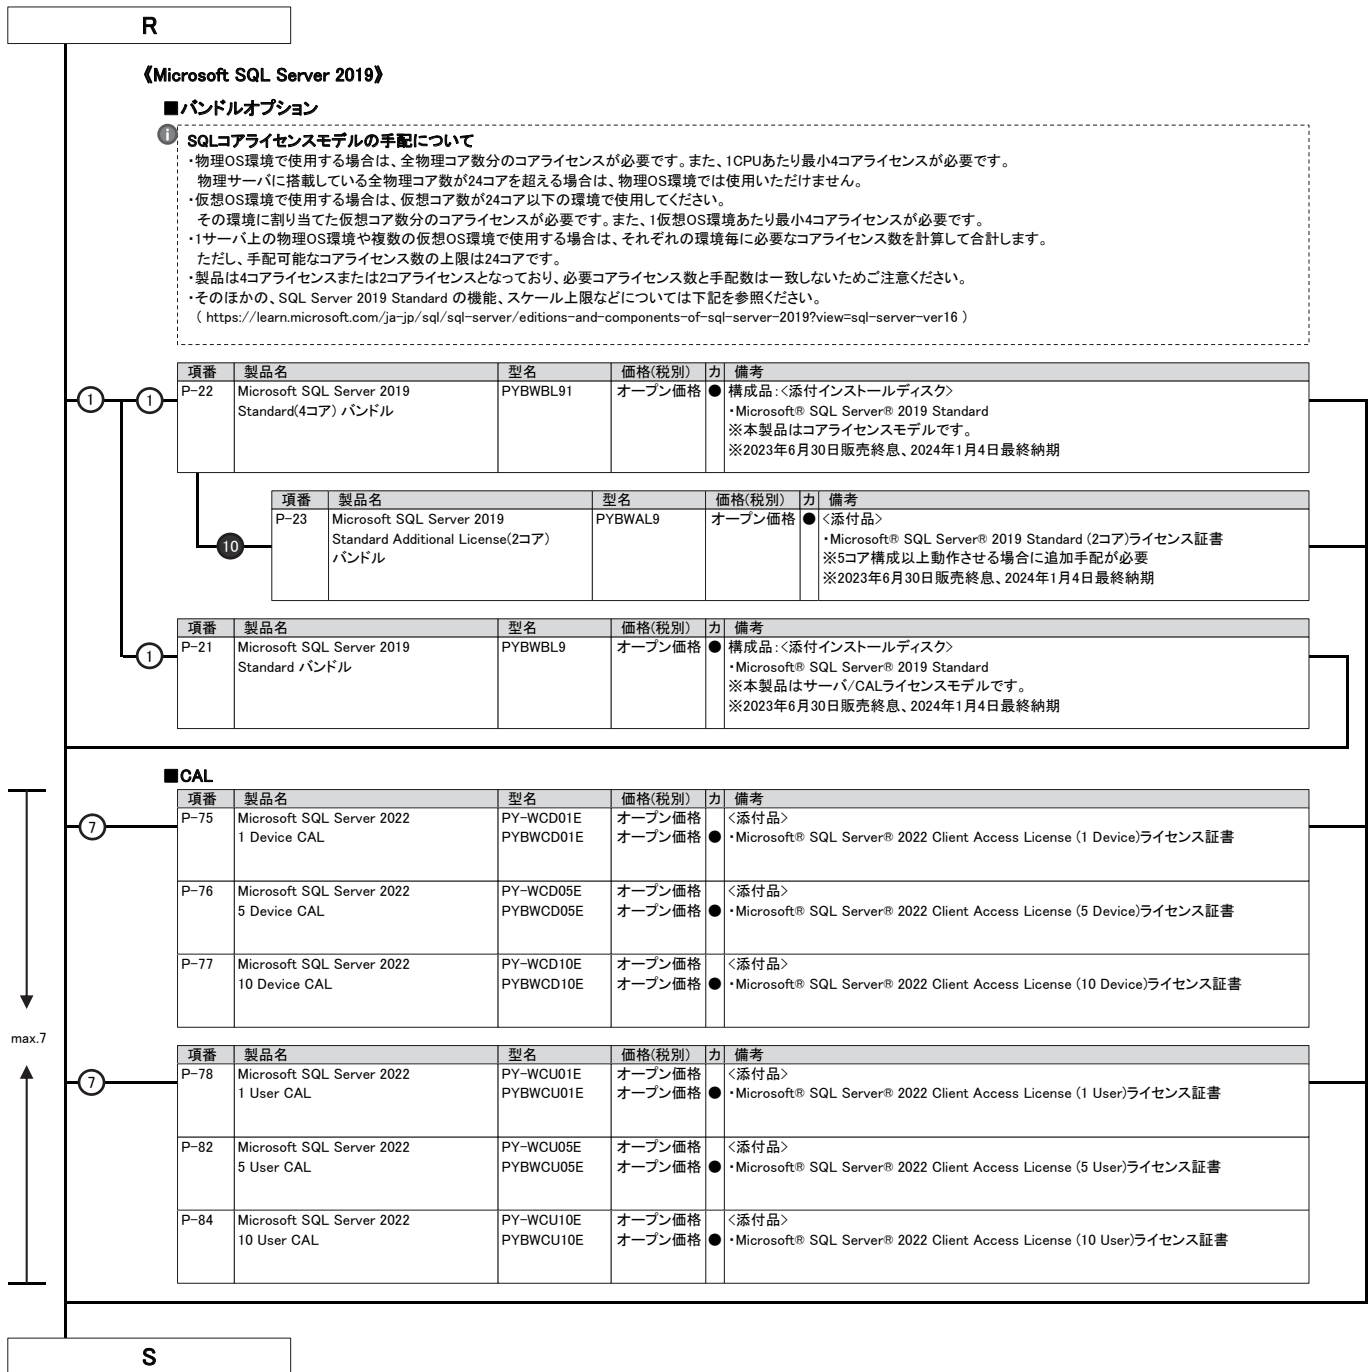 R
《Microsoft SQL Server 2019》
■バンドルオプション
i
SQLコアライセンスモデルの手配について
・物理OS環境で使用する場合は、全物理コア数分のコアライセンスが必要です。また、1CPUあたり最小4コアライセンスが必要です。
物理サーバに搭載している全物理コア数が24コアを超える場合は、物理OS環境では使用いただけません。
・仮想OS環境で使用する場合は、仮想コア数が24コア以下の環境で使用してください。
その環境に割り当てた仮想コア数分のコアライセンスが必要です。また、1仮想OS環境あたり最小4コアライセンスが必要です。
・1サーバ上の物理OS環境や複数の仮想OS環境で使用する場合は、それぞれの環境毎に必要なコアライセンス数を計算して合計します。
ただし、手配可能なコアライセンス数の上限は24コアです。
・製品は4コアライセンスまたは2コアライセンスとなっており、必要コアライセンス数と手配数は一致しないためご注意ください。
・そのほかの、SQL Server 2019 Standard の機能、スケール上限などについては下記を参照ください。
( https://learn.microsoft.com/ja-jp/sql/sql-server/editions-and-components-of-sql-server-2019?view=sql-server-ver16 )
項番 製品名 型名 価格(税別) カ 備考
1 1 P-22 Microsoft SQL Server 2019 PYBWBL91 オープン価格 ● 構成品:<添付インストールディスク>
Standard(4コア) バンドル ・Microsoft® SQL Server® 2019 Standard
※本製品はコアライセンスモデルです。
※2023年6月30日販売終息、2024年1月4日最終納期
項番 製品名 型名 価格(税別) カ 備考
P-23 Microsoft SQL Server 2019 PYBWAL9 オープン価格 ● <添付品>
Standard Additional License(2コア) ・Microsoft® SQL Server® 2019 Standard (2コア)ライセンス証書
10 バンドル ※5コア構成以上動作させる場合に追加手配が必要
※2023年6月30日販売終息、2024年1月4日最終納期
項番 製品名 型名 価格(税別) カ 備考
1 P-21 Microsoft SQL Server 2019 PYBWBL9 オープン価格 ● 構成品:<添付インストールディスク>
Standard バンドル ・Microsoft® SQL Server® 2019 Standard
※本製品はサーバ/CALライセンスモデルです。
※2023年6月30日販売終息、2024年1月4日最終納期
■CAL
項番 製品名 型名 価格(税別) カ 備考
7 P-75 Microsoft SQL Server 2022 PY-WCD01E オープン価格 <添付品>
1 Device CAL PYBWCD01E オープン価格 ● ・Microsoft® SQL Server® 2022 Client Access License (1 Device)ライセンス証書
P-76 Microsoft SQL Server 2022 PY-WCD05E オープン価格 <添付品>
5 Device CAL PYBWCD05E オープン価格 ● ・Microsoft® SQL Server® 2022 Client Access License (5 Device)ライセンス証書
P-77 Microsoft SQL Server 2022 PY-WCD10E オープン価格 <添付品>
10 Device CAL PYBWCD10E オープン価格 ● ・Microsoft® SQL Server® 2022 Client Access License (10 Device)ライセンス証書
max.7
項番 製品名 型名 価格(税別) カ 備考
7 P-78 Microsoft SQL Server 2022 PY-WCU01E オープン価格 <添付品>
1 User CAL PYBWCU01E オープン価格 ● ・Microsoft® SQL Server® 2022 Client Access License (1 User)ライセンス証書
P-82 Microsoft SQL Server 2022 PY-WCU05E オープン価格 <添付品>
5 User CAL PYBWCU05E オープン価格 ● ・Microsoft® SQL Server® 2022 Client Access License (5 User)ライセンス証書
P-84 Microsoft SQL Server 2022 PY-WCU10E オープン価格 <添付品>
10 User CAL PYBWCU10E オープン価格 ● ・Microsoft® SQL Server® 2022 Client Access License (10 User)ライセンス証書
S